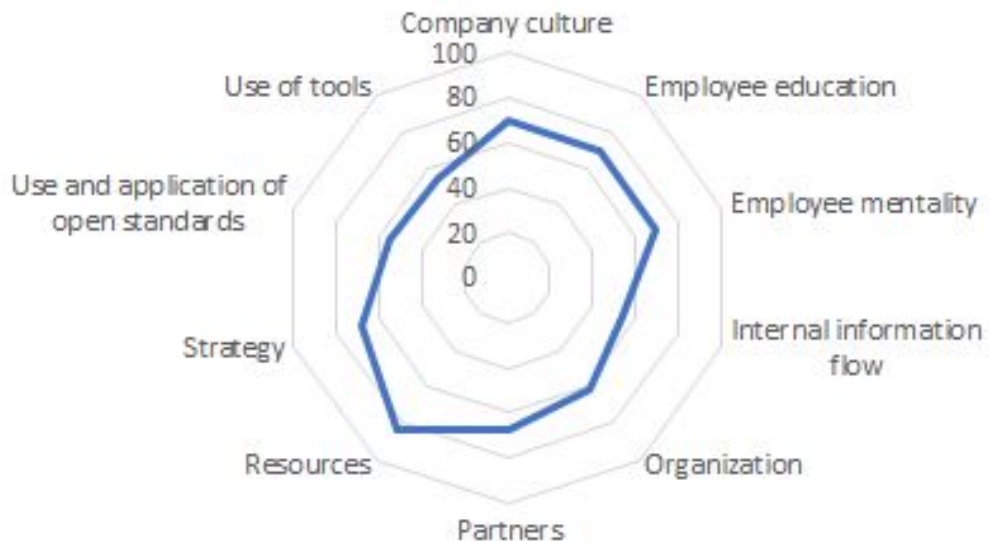 Company culture
100
Use of tools
80
Employee education
60
40
Use and application of
open standards
Employee mentality
20
0
Strategy
Internal information
flow
Resources
Organization
Partners